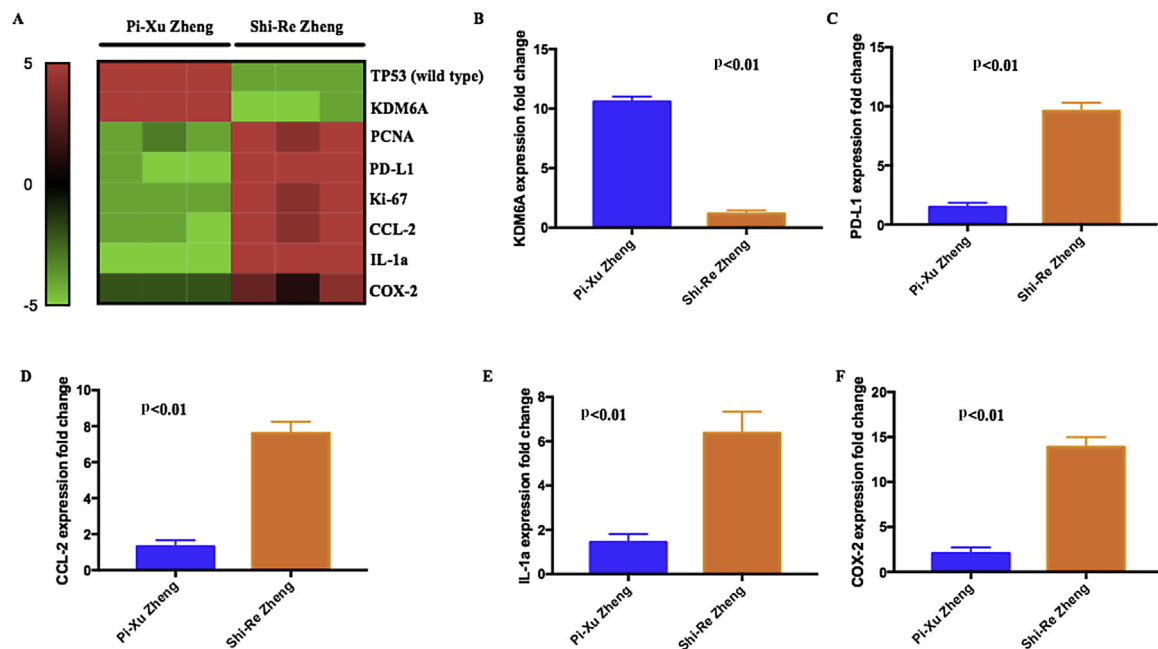 A
Pi-Xu Zheng
Shi-Re Zheng
5
0
-5
TP53 (wild type)
KDM6A
PCNA
PD-L1
Ki-67
CCL-2
IL-1a
COX-2
B
KDM6A expression fold change
15
10
5
0
p<0.01
Pi-Xu Zheng
Shi-Re Zheng
C
PD-L1 expression fold change
15
10
5
0
p<0.01
Pi-Xu Zheng
Shi-Re Zheng
D
CCL-2 expression fold change
10
8
6
4
2
0
p<0.01
Pi-Xu Zheng
Shi-Re Zheng
E
IL-1a expression fold change
8
6
4
2
0
p<0.01
Pi-Xu Zheng
Shi-Re Zheng
F
COX-2 expression fold change
20
15
10
5
0
p<0.01
Pi-Xu Zheng
Shi-Re Zheng